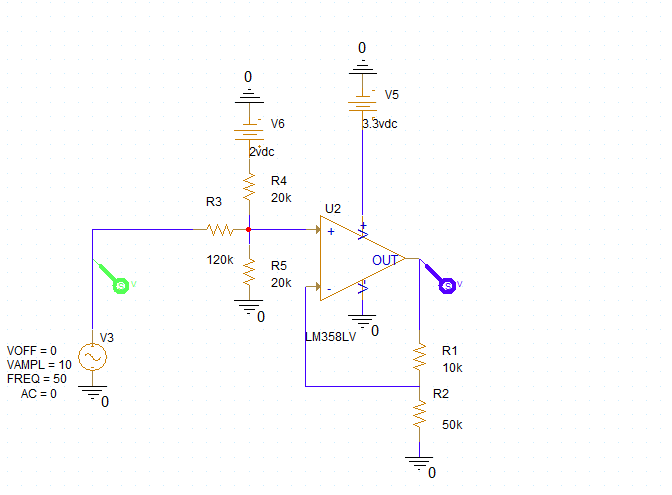 0
V5
-
3.3vdc
0
V6
-
2vdc
R4
20k
R3
120k
U2
+
+
V
OUT
-
V
R5
20k
0
0
LM358LV
V
V
V3
VOFF = 0
VAMPL = 10
FREQ = 50
AC = 0
0
R1
10k
R2
50k
0